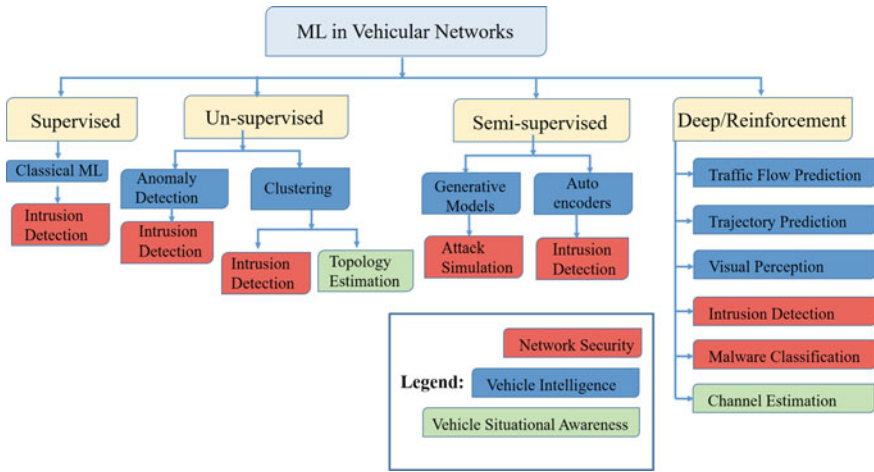 ML in Vehicular Networks
Supervised
Un-supervised
Semi-supervised
Deep/Reinforcement
Classical ML
Intrusion
Detection
Anomaly
Detection
Intrusion
Detection
Clustering
Intrusion
Detection
Topology
Estimation
Generative
Models
Attack
Simulation
Auto
encoders
Intrusion
Detection
Traffic Flow Prediction
Trajectory Prediction
Visual Perception
Intrusion Detection
Malware Classification
Channel Estimation
Legend:
Network Security
Vehicle Intelligence
Vehicle Situational Awareness